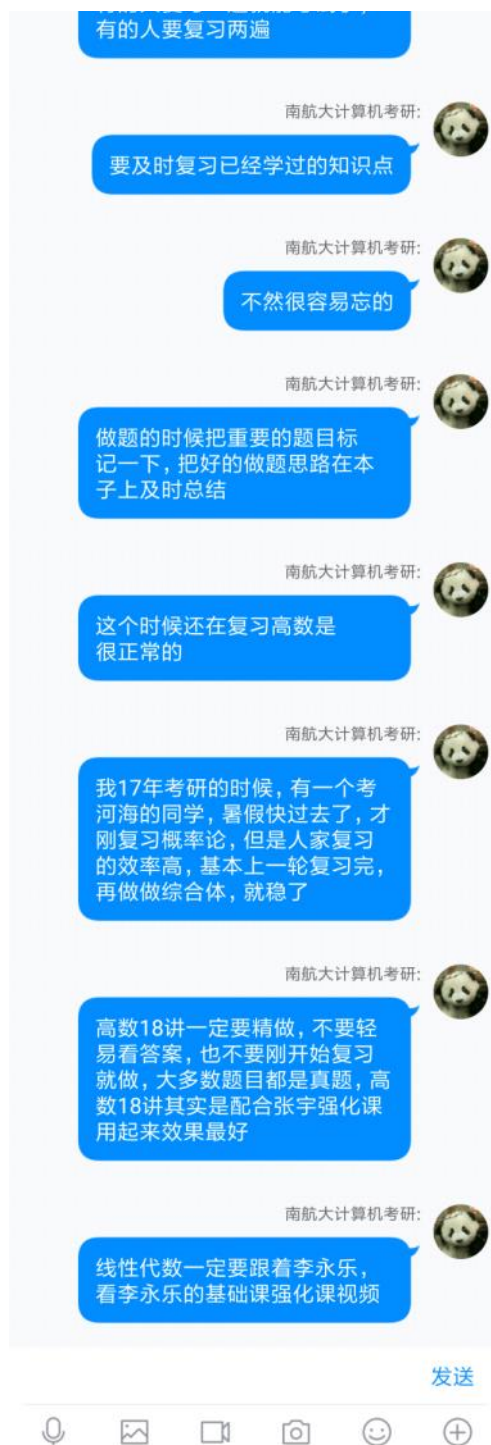 有的人要复习两遍
南航大计算机考研:
要及时复习已经学过的知识点
南航大计算机考研:
不然很容易忘的
南航大计算机考研:
做题的时候把重要的题目标
记一下，把好的做题思路在本
子上及时总结
南航大计算机考研:
这个时候还在复习高数是
很正常的
南航大计算机考研:
我17年考研的时候，有一个考
河海的同学，暑假快过去了，才
刚复习概率论，但是人家复习
的效率高，基本上一轮复习完，
再做做综合体，就稳了
南航大计算机考研:
高数18讲一定要精做，不要轻
易看答案，也不要刚开始复习
就做，大多数题目都是真题，高
数18讲其实是配合张宇强化课
用起来效果最好
南航大计算机考研:
线性代数一定要跟着李永乐，
看李永乐的基础课强化课视频
发送